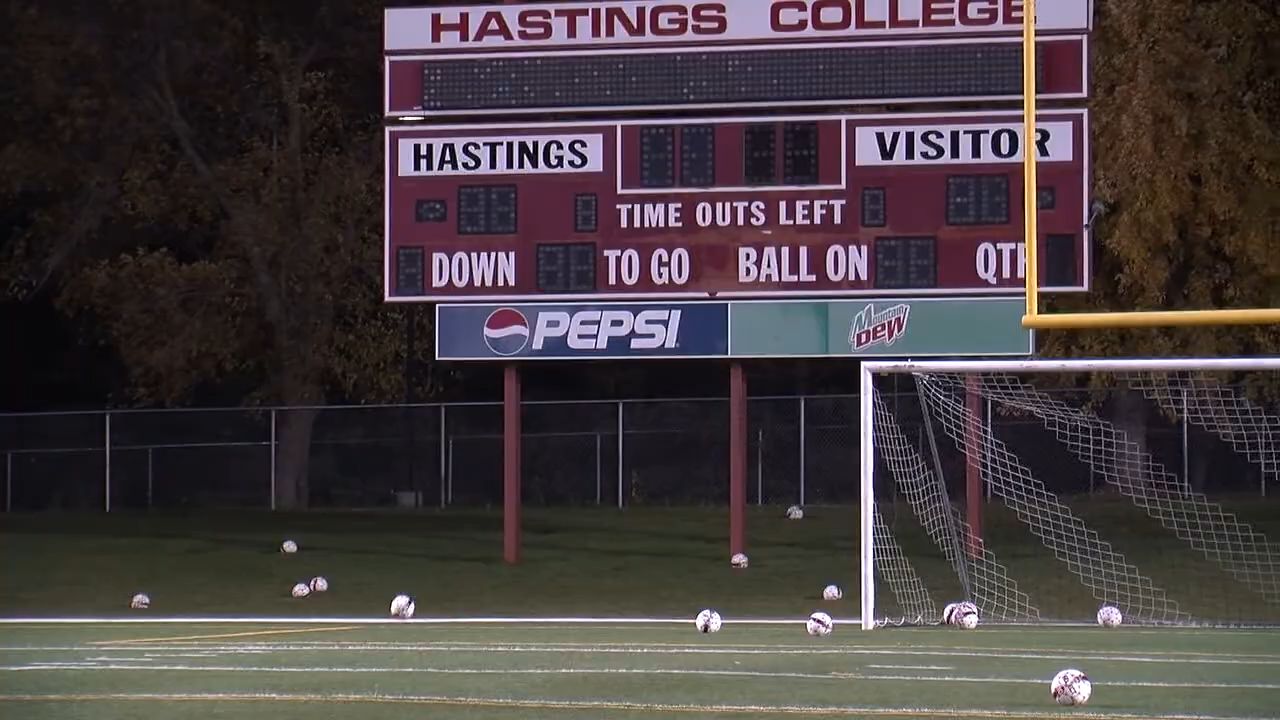 HASTINGS COLLEGE
HASTINGS
VISITOR
TIME OUTS LEFT
DOWN TO GO BALL ON QTR
PEPSI
Mountain DEW